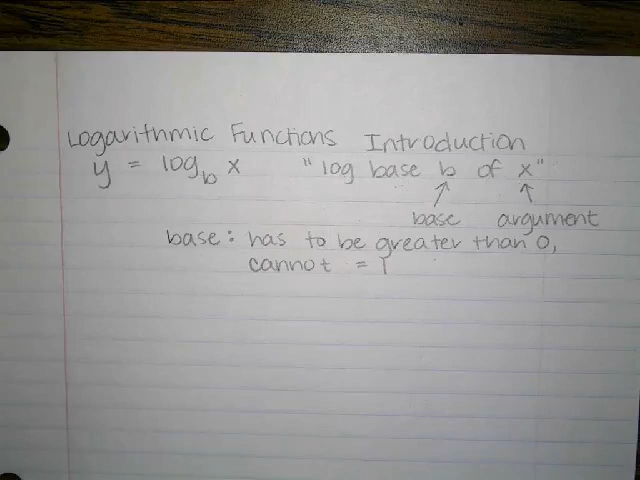 Logarithmic Functions Introduction
y = log_b x "log base b of x"
base argument
base: has to be greater than 0,
cannot = 1